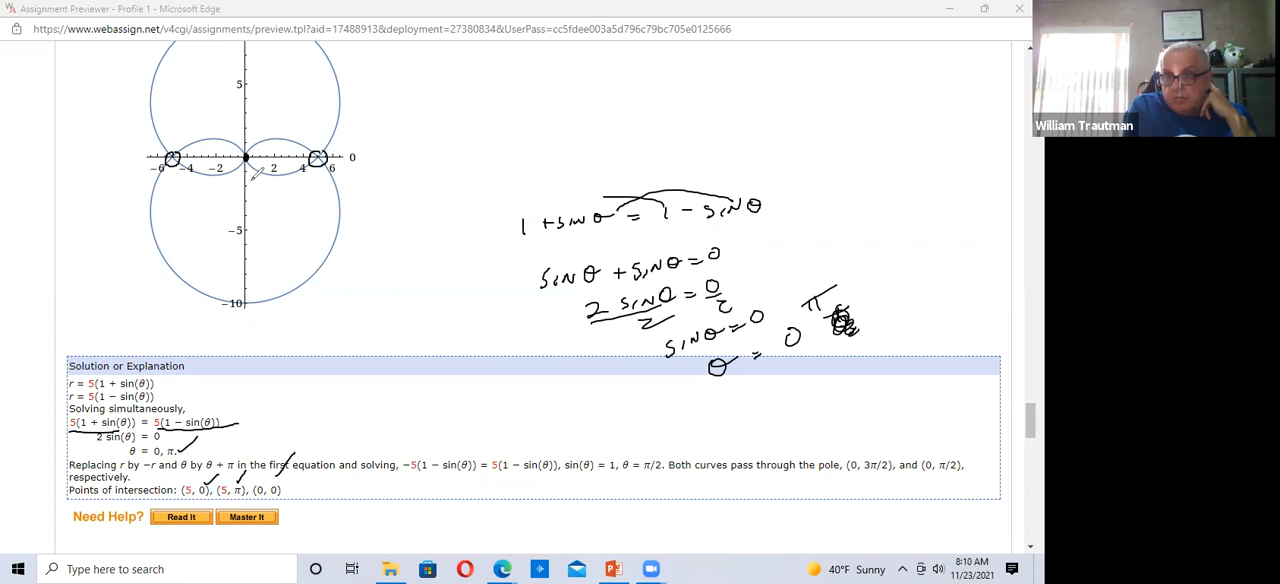 Assignment Previewer - Profile 1 - Microsoft Edge
https://www.webassign.net/v4cgi/assignments/preview.tpl?aid=17488913&deployment=27380834&UserPass=cc5fdee003a5d796c79bc705e0125666
5
-6 -4 -2 2 4 6 0
-5
-10
1 + sin θ = 1 - sin θ
sin θ + sin θ = 0
2 sin θ / 2 = 0 / 2
sin θ = 0
θ = 0 π
Solution or Explanation
r = 5(1 + sin(θ))
r = 5(1 − sin(θ))
Solving simultaneously,
5(1 + sin(θ)) = 5(1 − sin(θ))
2 sin(θ) = 0
θ = 0, π.
Replacing r by −r and θ by θ + π in the first equation and solving, −5(1 − sin(θ)) = 5(1 − sin(θ)), sin(θ) = 1, θ = π/2. Both curves pass through the pole, (0, 3π/2), and (0, π/2),
respectively.
Points of intersection: (5, 0), (5, π), (0, 0)
Need Help? Read It Master It
William Trautman
Type here to search
40°F Sunny
8:10 AM
11/23/2021